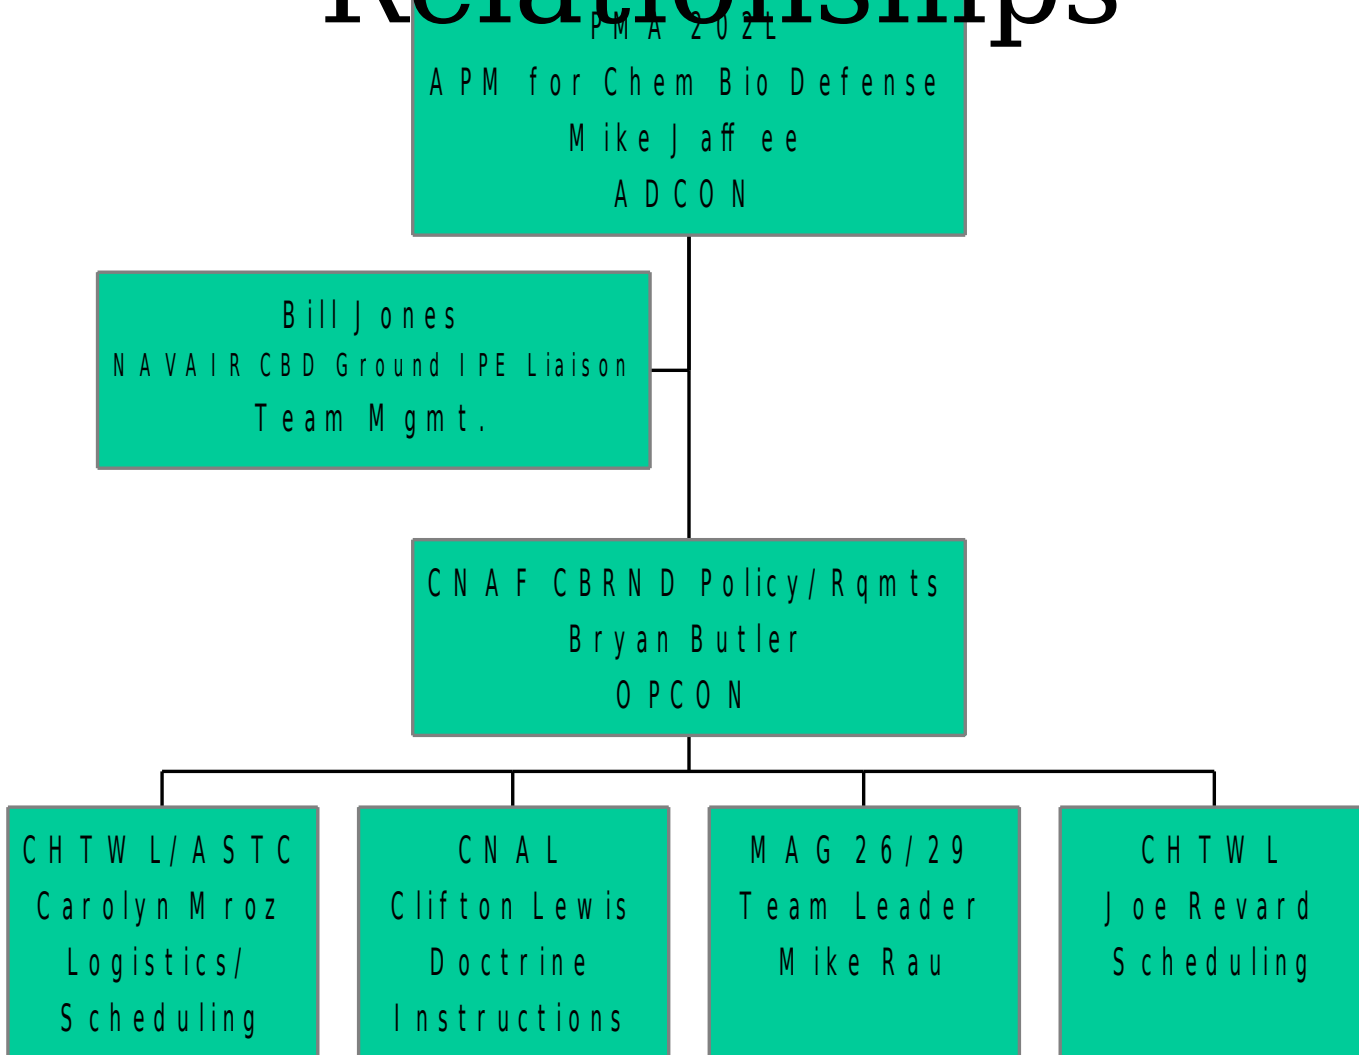 Relationships
PMA 202L
APM for Chem Bio Defense
Mike Jaffee
ADCON
Bill Jones
NAVAIR CBD Ground IPE Liaison
Team Mgmt.
CNAF CBRND Policy/Rqmts
Bryan Butler
OPCON
CHTWL/ASTC
Carolyn Mroz
Logistics/
Scheduling
CNAL
Clifton Lewis
Doctrine
Instructions
MAG 26/29
Team Leader
Mike Rau
CHTWL
Joe Revard
Scheduling